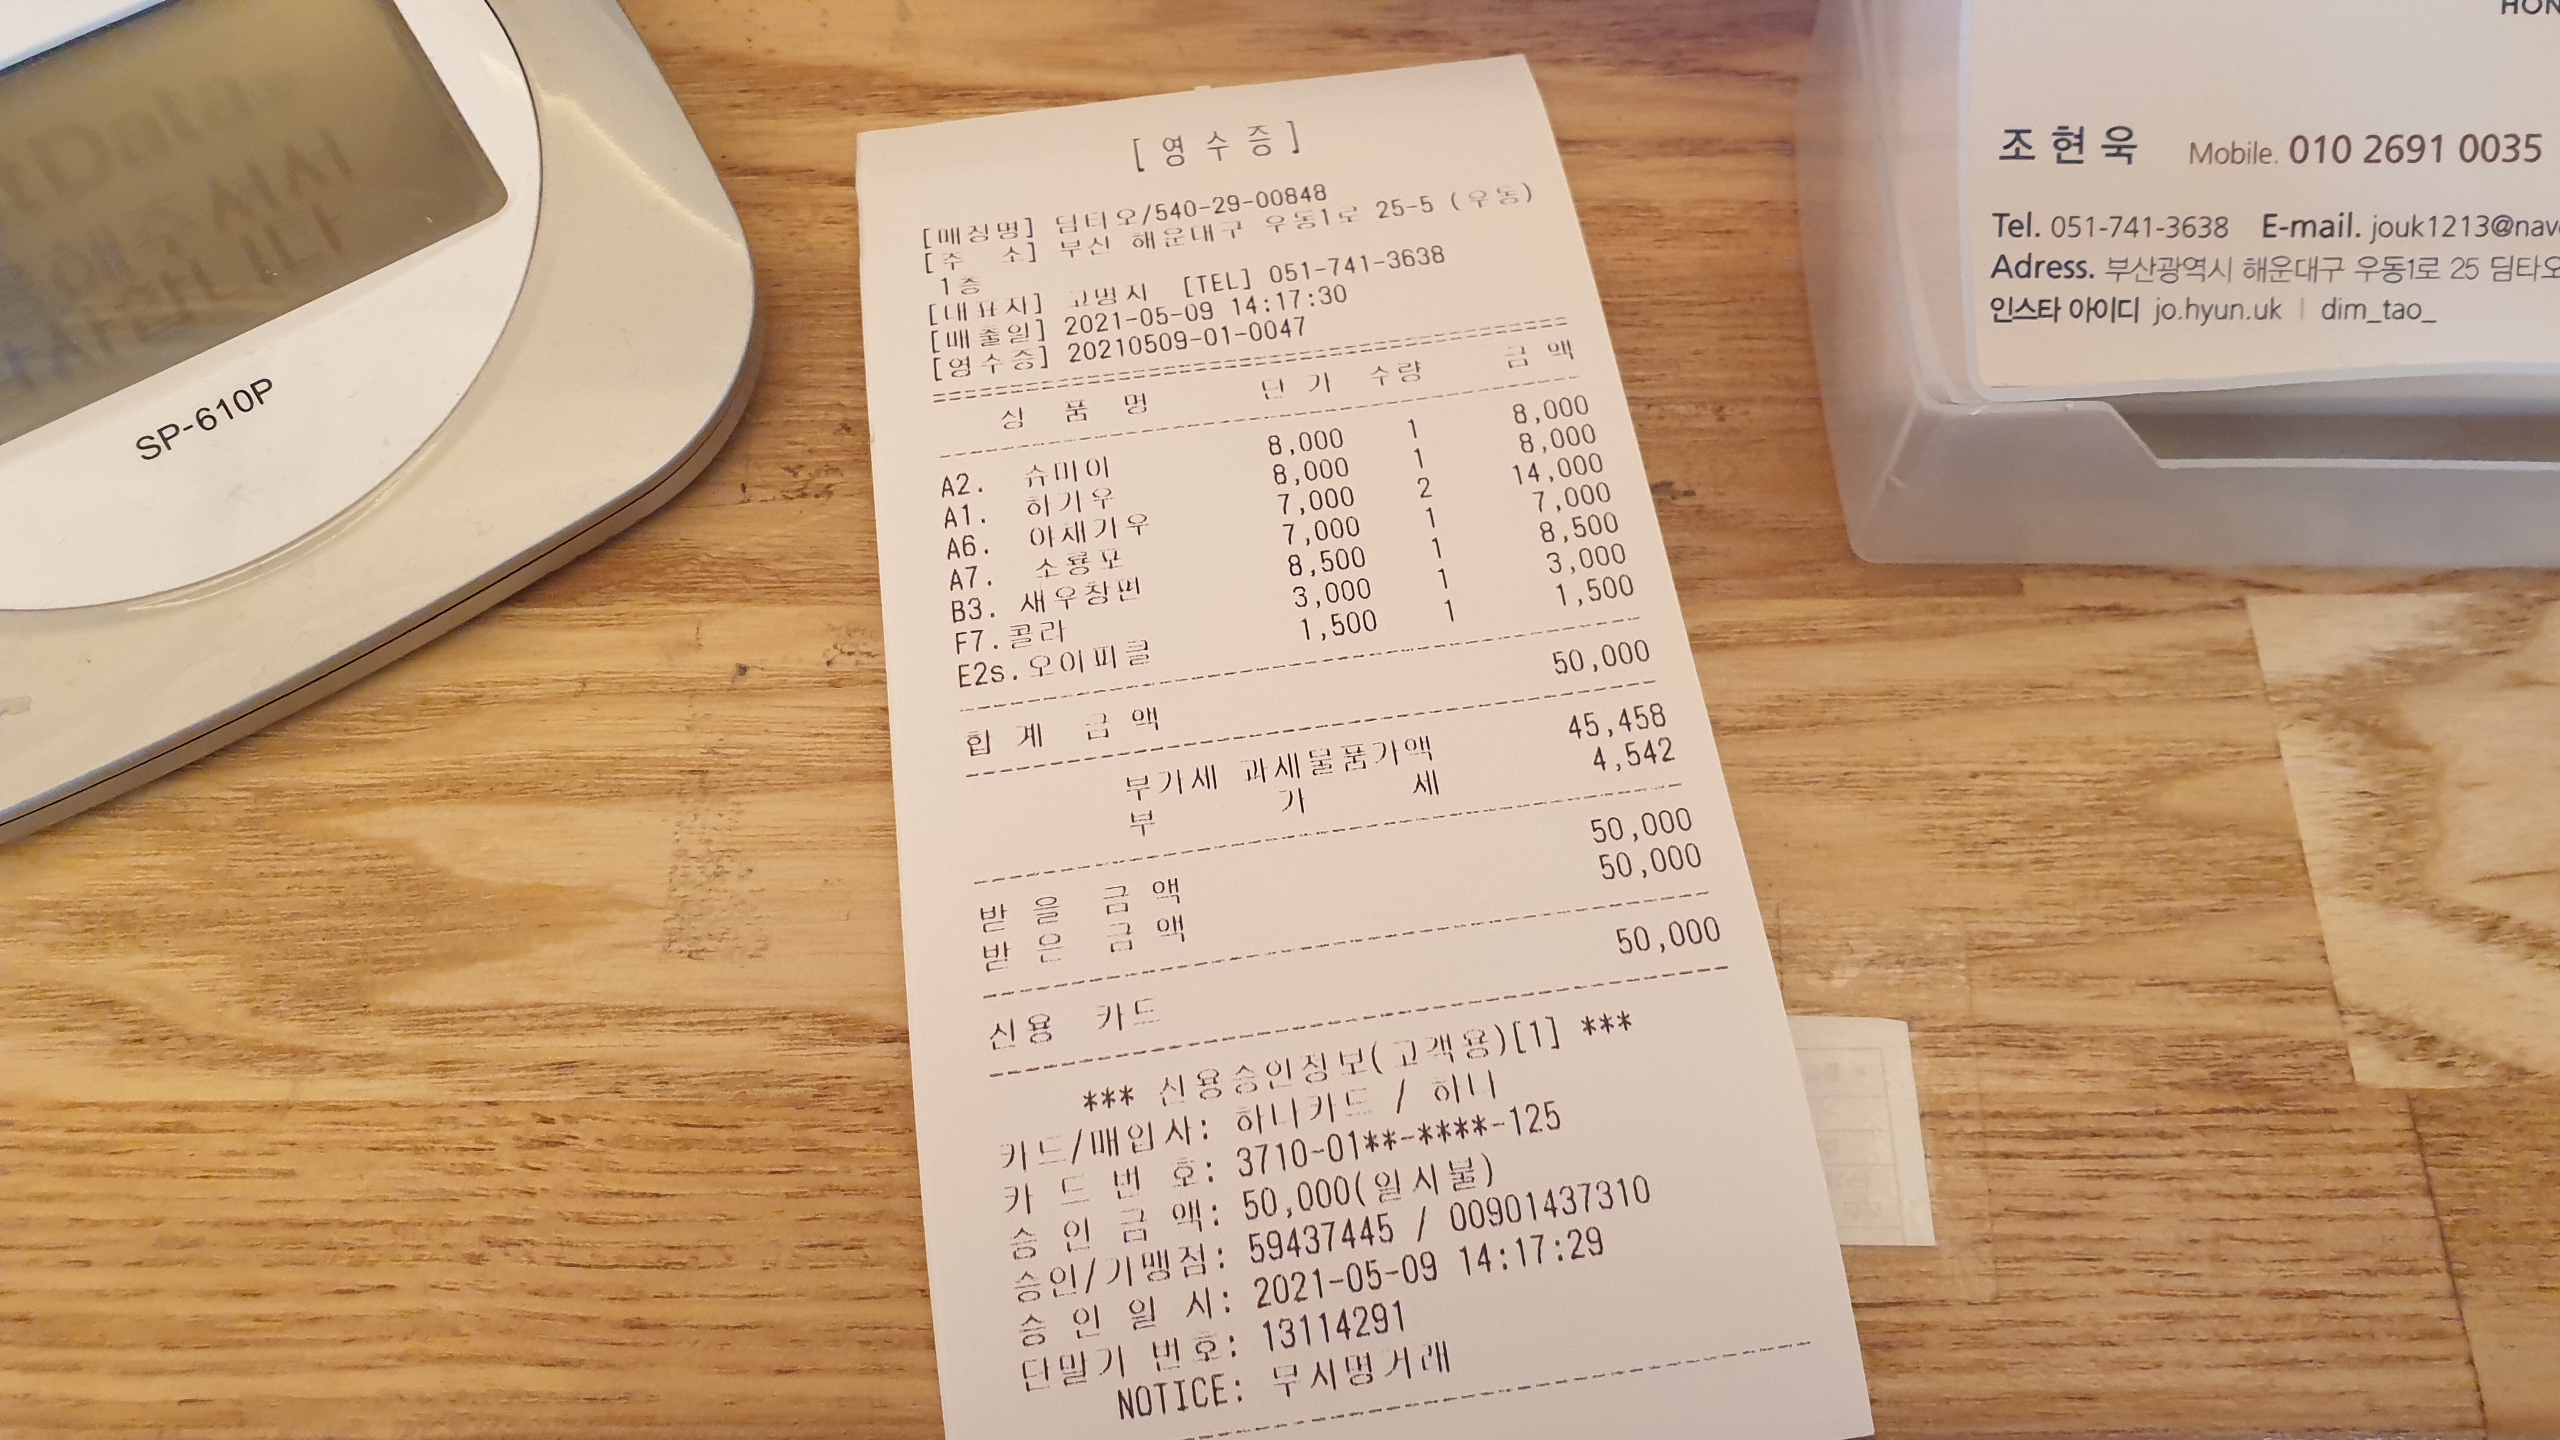 [ 영 수 증 ]
[매장명] 딤타오/540-29-00848
[주 소] 부산 해운대구 우동1로 25-5 (우동)
1층
[대표자] 고명지 [TEL] 051-741-3638
[매출일] 2021-05-09 14:17:30
[영수증] 20210509-01-0047
상 품 명 단 가 수량 금 액
A2. 슈마이 8,000 1 8,000
A1. 하가우 8,000 1 8,000
A6. 야채가우 7,000 2 14,000
A7. 소룡포 7,000 1 7,000
B3. 새우창펀 8,500 1 8,500
F7.콜라 3,000 1 3,000
E2s.오이피클 1,500 1 1,500
합 계 금 액 50,000
부가세 과세물품가액 45,458
부 가 세 4,542
받 을 금 액 50,000
받 은 금 액 50,000
신용 카드 50,000
*** 신용승인정보(고객용)[1] ***
카드/매입사: 하나카드 / 하나
카 드 번 호: 3710-01**-****-125
승 인 금 액: 50,000(일시불)
승인/가맹점: 59437445 / 00901437310
승 인 일 시: 2021-05-09 14:17:29
단말기 번호: 13114291
NOTICE: 무서명거래
SP-610P
조현욱 Mobile. 010 2691 0035
Tel. 051-741-3638 E-mail. jouk1213@nav
Adress. 부산광역시 해운대구 우동1로 25 딤타오
인스타 아이디 jo.hyun.uk | dim_tao_